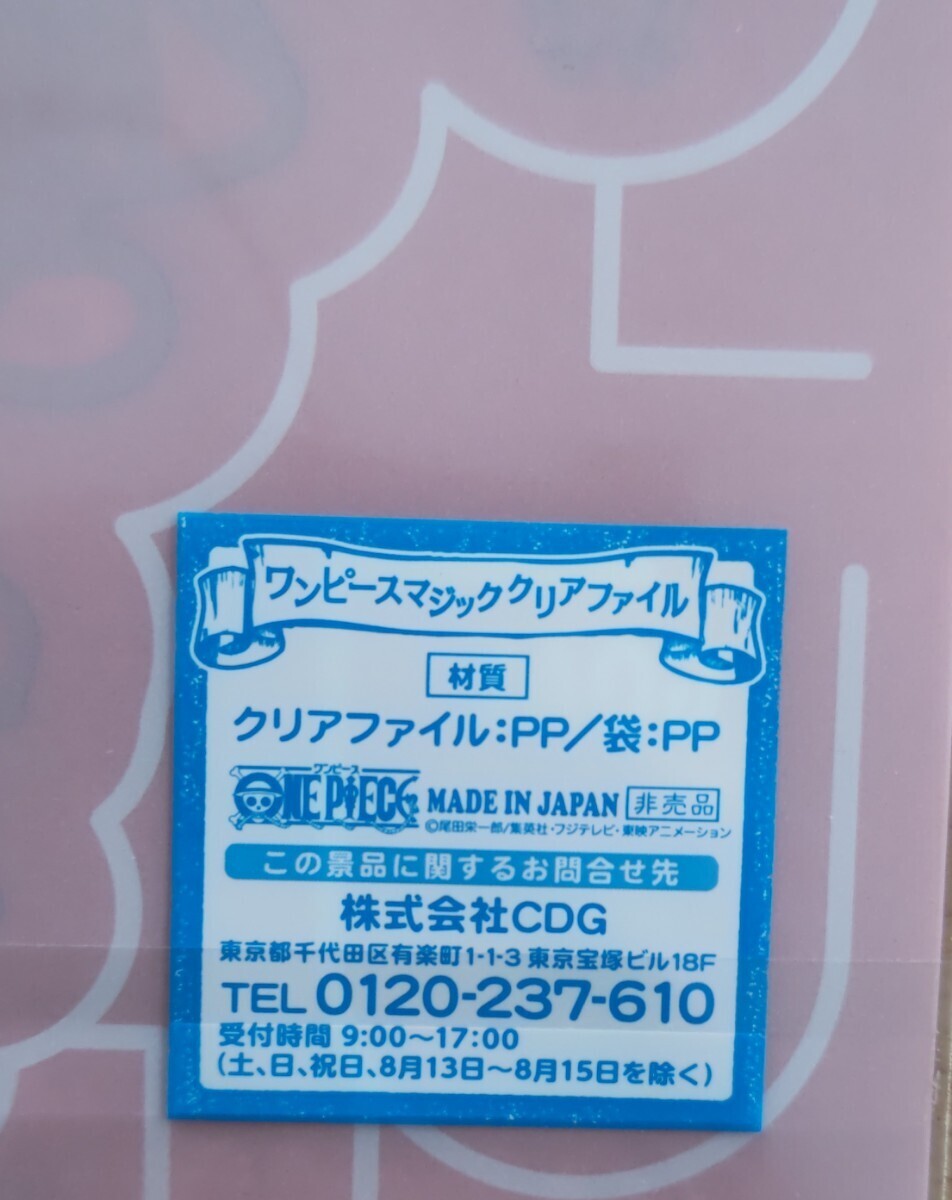 ワンピースマジッククリアファイル
材質
クリアファイル:PP/袋:PP
ワンピース
ONE PIECE MADE IN JAPAN 非売品
©尾田栄一郎/集英社・フジテレビ・東映アニメーション
この景品に関するお問合せ先
株式会社CDG
東京都千代田区有楽町1-1-3 東京宝塚ビル18F
TEL 0120-237-610
受付時間 9:00～17:00
(土、日、祝日、8月13日～8月15日を除く)